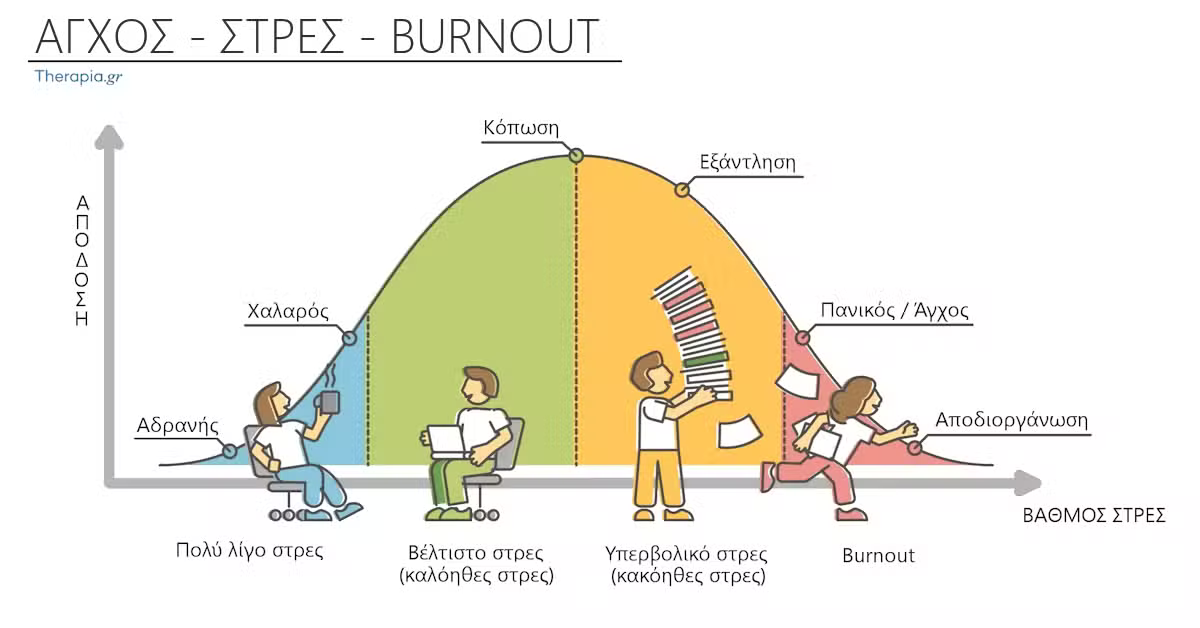 ΑΓΧΟΣ - ΣΤΡΕΣ - BURNOUT
Therapia.gr
ΑΠΟΔΟΣΗ
Κόπωση
Εξάντληση
Χαλαρός
Πανικός / Άγχος
Αδρανής
Αποδιοργάνωση
ΒΑΘΜΟΣ ΣΤΡΕΣ
Πολύ λίγο στρες
Βέλτιστο στρες
(καλόηθες στρες)
Υπερβολικό στρες
(κακόηθες στρες)
Burnout